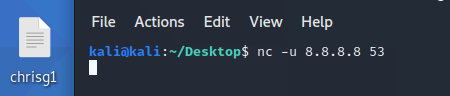 File Actions Edit View Help
kali@kali:~/Desktop$ nc -u 8.8.8.8 53
chrisg1